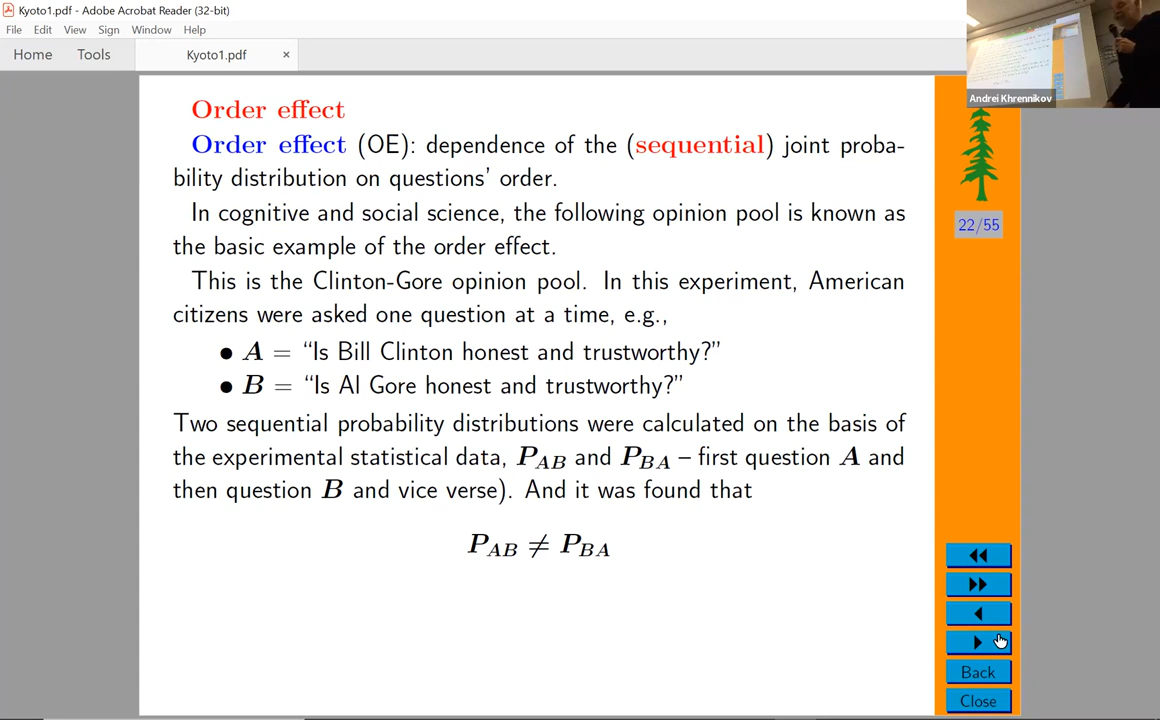 Kyoto1.pdf - Adobe Acrobat Reader (32-bit)
File Edit View Sign Window Help
Home Tools Kyoto1.pdf ×
Andrei Khrennikov
Order effect
Order effect (OE): dependence of the (sequential) joint proba-
bility distribution on questions' order.
In cognitive and social science, the following opinion pool is known as
the basic example of the order effect.
This is the Clinton-Gore opinion pool. In this experiment, American
citizens were asked one question at a time, e.g.,
● A = “Is Bill Clinton honest and trustworthy?”
● B = “Is Al Gore honest and trustworthy?”
Two sequential probability distributions were calculated on the basis of
the experimental statistical data, P_AB and P_BA – first question A and
then question B and vice verse). And it was found that
P_AB ≠ P_BA
22/55
Back
Close